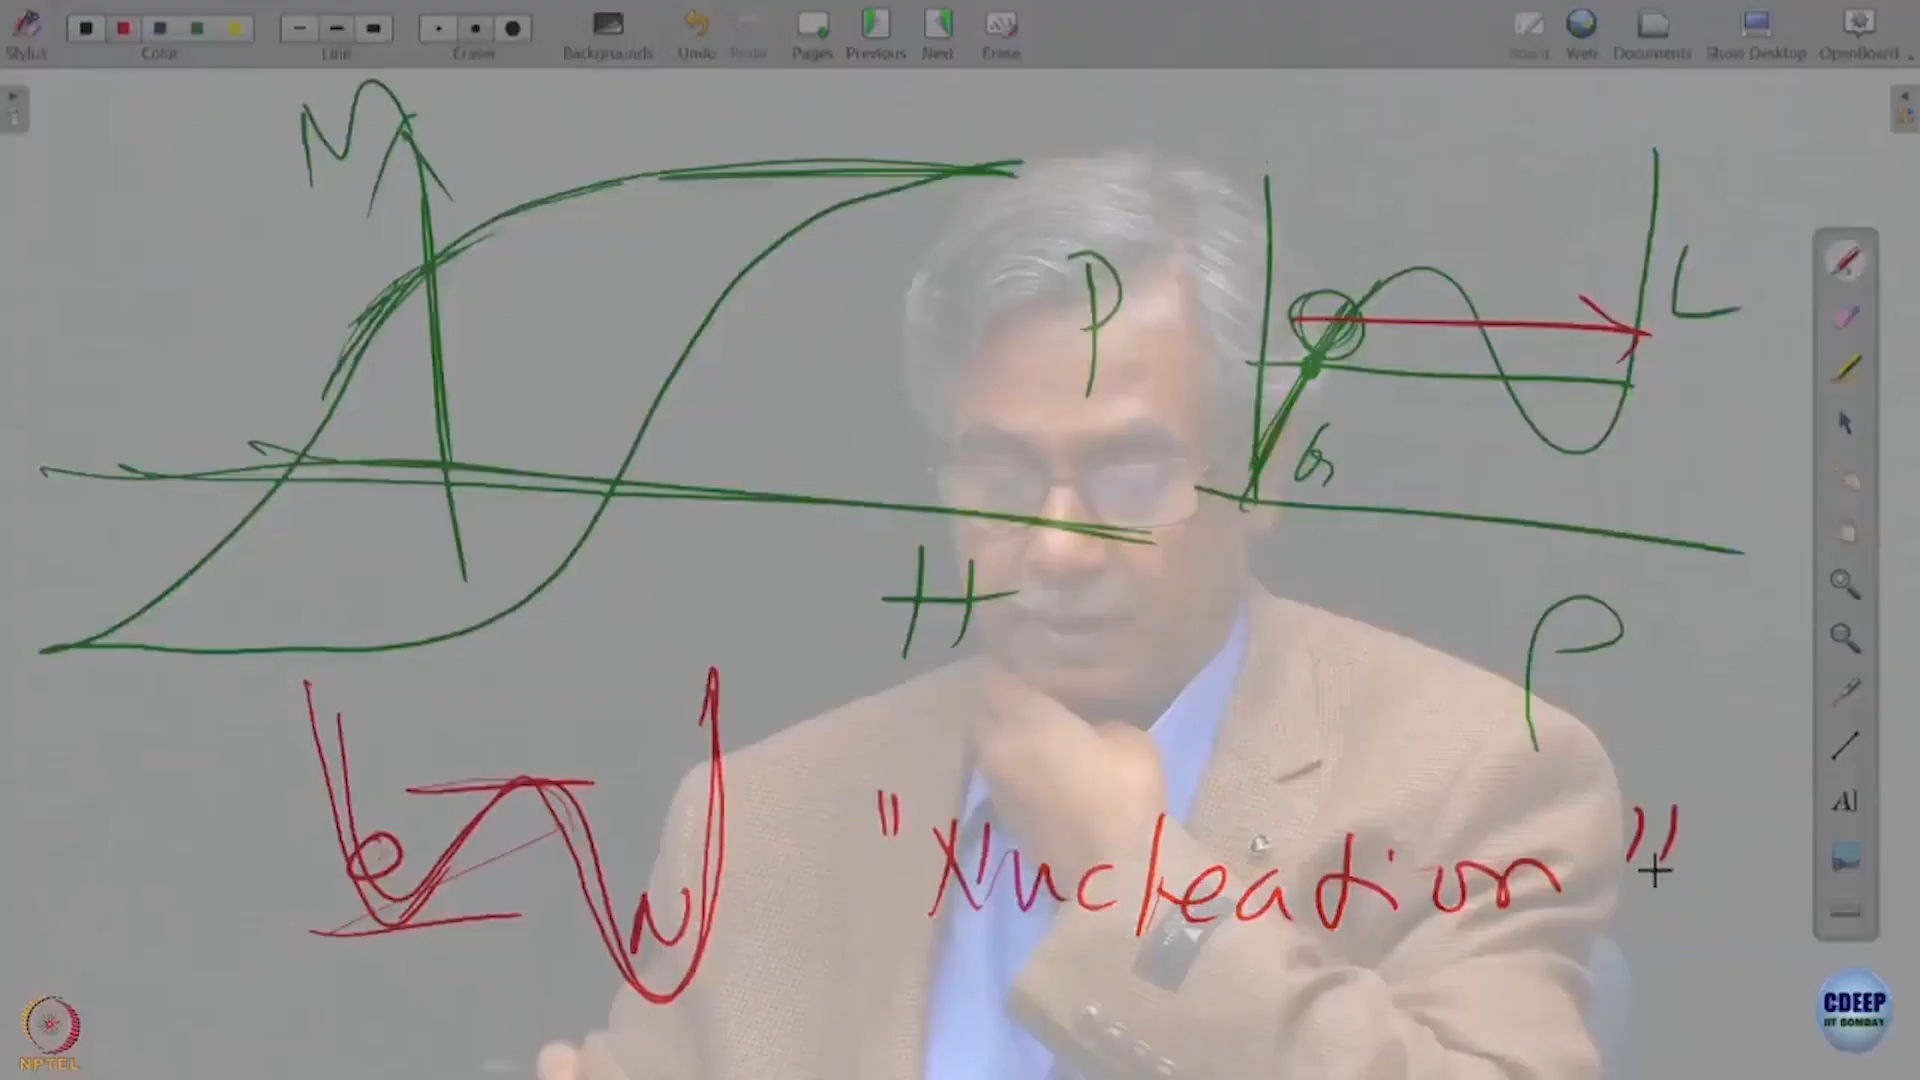 Stylus Color Line Eraser Backgrounds Undo Redo Pages Previous Next Erase Board Web Documents Show Desktop OpenBoard
M
P
L
G
H
ρ
"Nucleation"
CDEEP
IIT BOMBAY
NPTEL